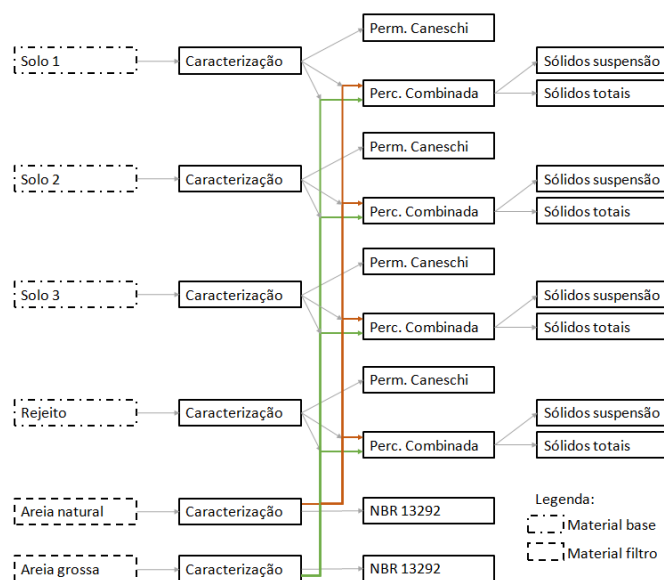 Perm. Caneschi
Solo 1
Caracterização
Sólidos suspensão
Perc. Combinada
Sólidos totais
Perm. Caneschi
Solo 2
Caracterização
Sólidos suspensão
Perc. Combinada
Sólidos totais
Perm. Caneschi
Solo 3
Caracterização
Sólidos suspensão
Perc. Combinada
Sólidos totais
Perm. Caneschi
Rejeito
Caracterização
Sólidos suspensão
Perc. Combinada
Sólidos totais
Areia natural
Caracterização
NBR 13292
Areia grossa
Caracterização
NBR 13292
Legenda:
Material base
Material filtro